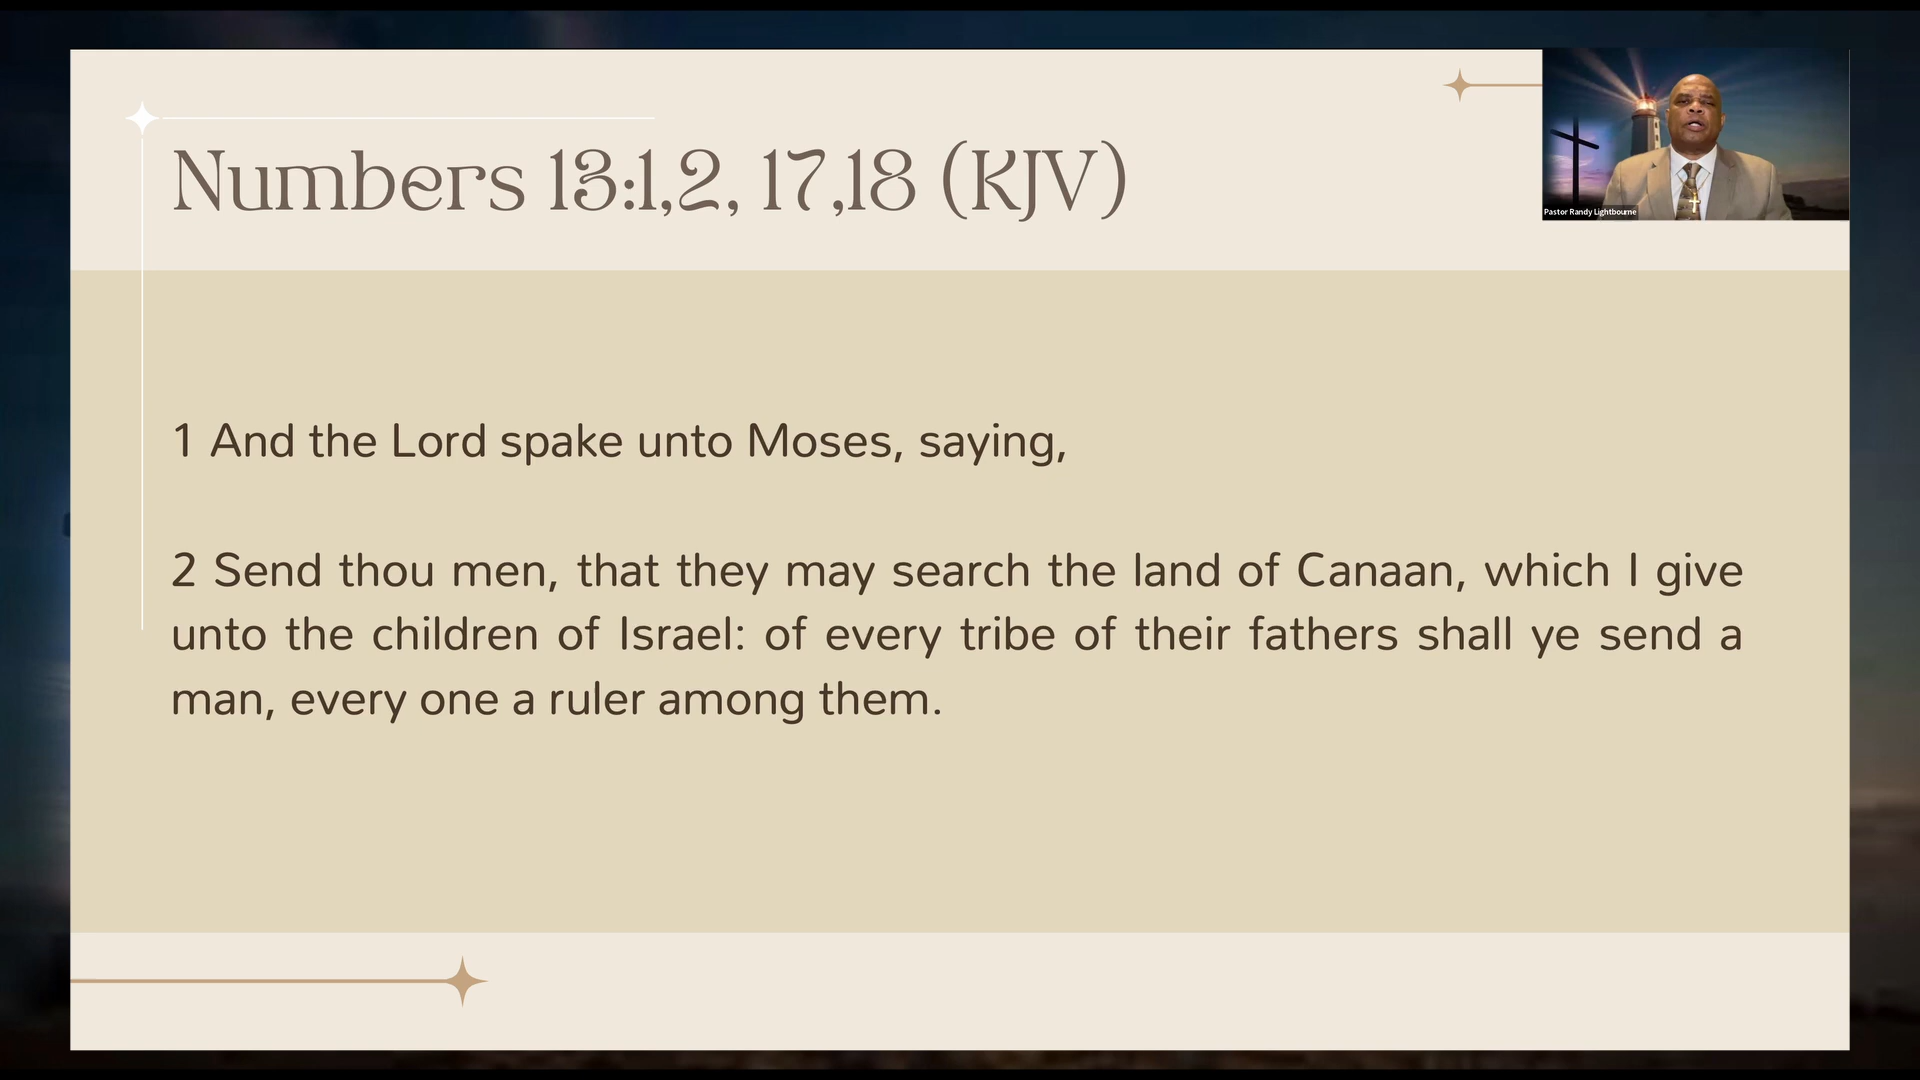 Numbers 13:1,2, 17,18 (KJV)
Pastor Randy Lightbourne
1 And the Lord spake unto Moses, saying,
2 Send thou men, that they may search the land of Canaan, which I give
unto the children of Israel: of every tribe of their fathers shall ye send a
man, every one a ruler among them.